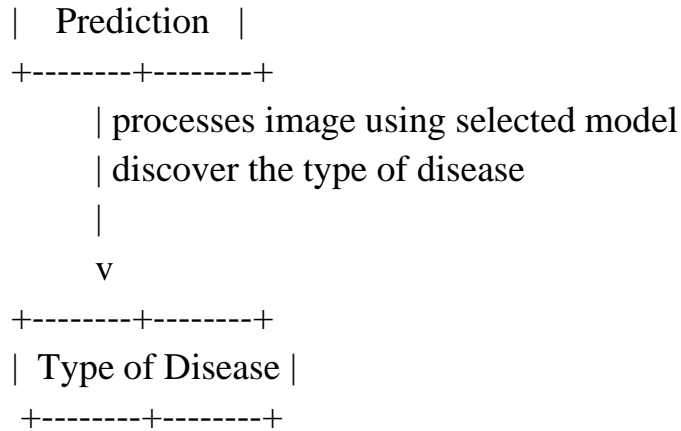 |    Prediction   |
+--------+--------+
| processes image using selected model
| discover the type of disease
|
v
+--------+--------+
|  Type of Disease |
+--------+--------+